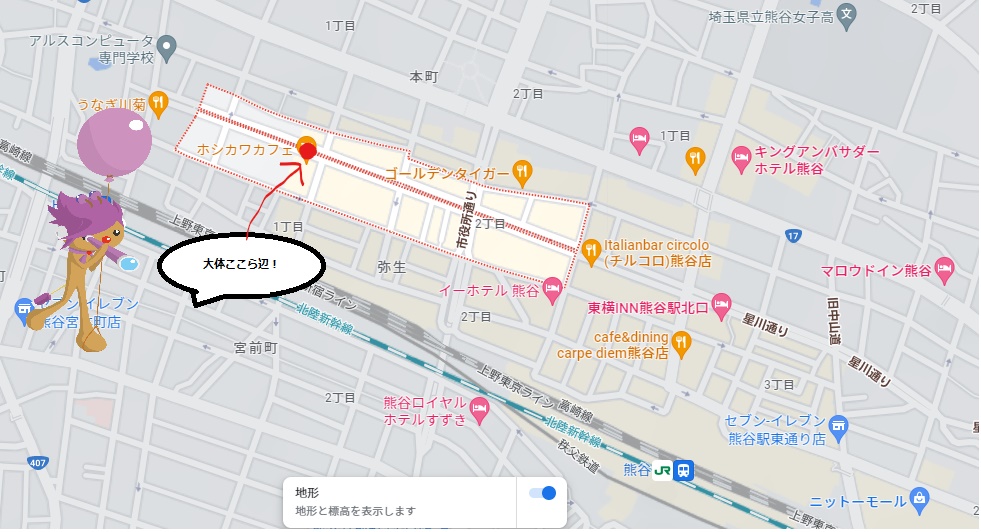 埼玉県立熊谷女子高
2丁目
1丁目
アルスコンピュータ
専門学校
本町
2丁目
うなぎ川菊
1丁目
高崎線
ホシカワカフェ
キングアンバサダー
ホテル熊谷
ゴールデンタイガー
市役所通り
上野東京
1丁目
2丁目
17
大体ここら辺！
弥生
Italianbar circolo
(チルコロ)熊谷店
マロウドイン熊谷
イーホテル 熊谷
宿ライン
北陸新幹線
セブン-イレブン
熊谷宮町店
東横INN熊谷駅北口
旧中山道
2丁目
星川通り
宮前町
cafe&dining
carpe diem熊谷店
星川通り
上野東京ライン 高崎線
3丁目
2丁目
熊谷ロイヤル
ホテルすずき
北陸新幹線
セブン-イレブン
熊谷駅東通り店
秩父鉄道
407
熊谷 JR
地形
地形と標高を表示します
ニットーモール
上野東